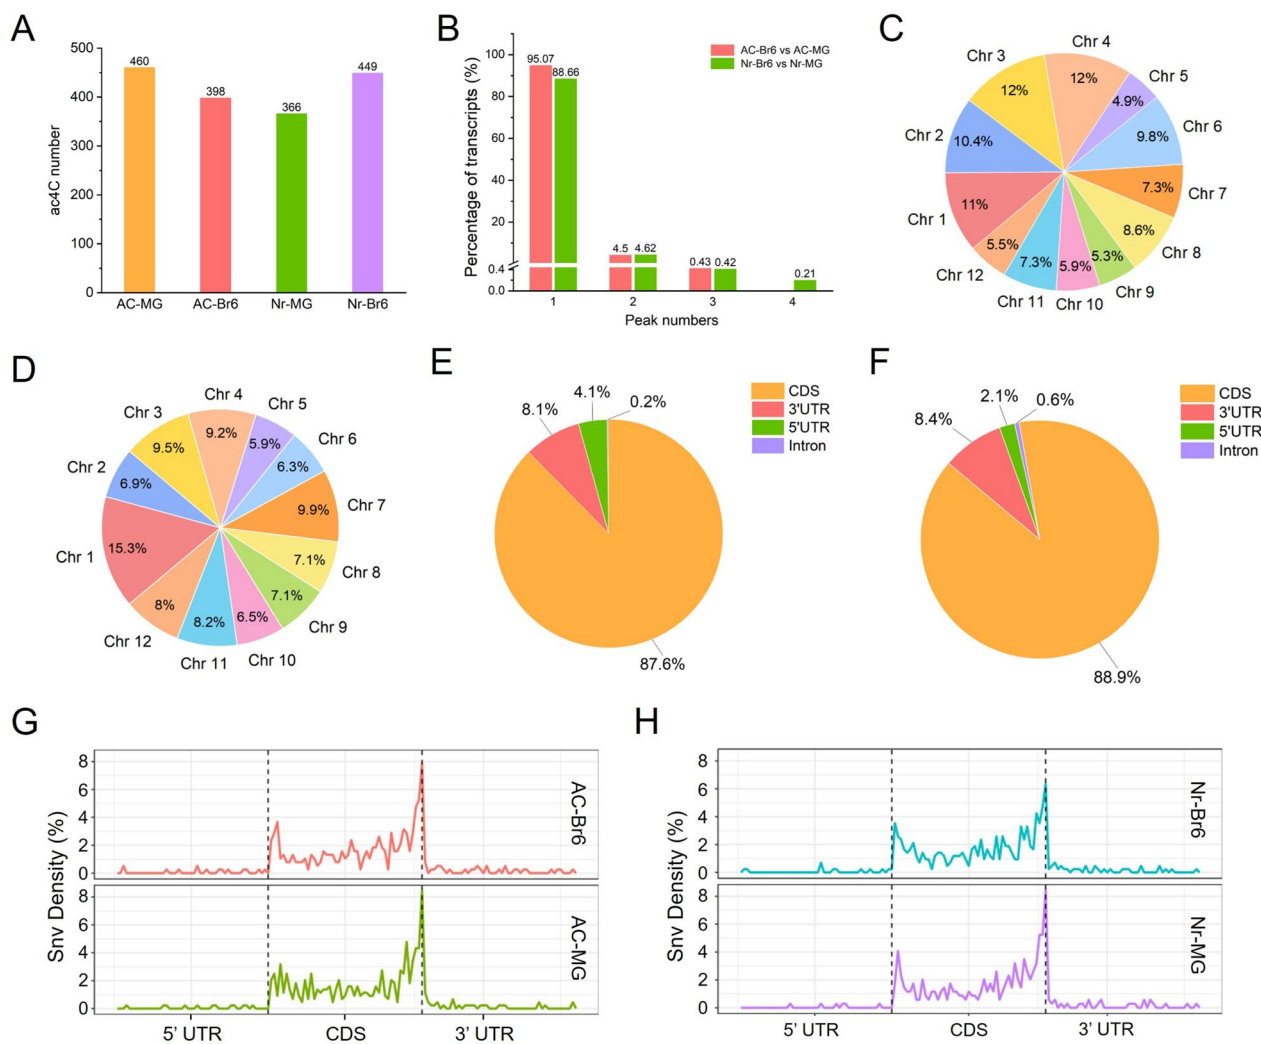 A
500
400
300
200
100
0
ac4C number
460
398
366
449
AC-MG
AC-Br6
Nr-MG
Nr-Br6
B
AC-Br6 vs AC-MG
Nr-Br6 vs Nr-MG
100
80
60
40
20
0.4
0.0
Percentage of transcripts (%)
95.07
88.66
4.5
4.62
0.43
0.42
0.21
1
2
3
4
Peak numbers
C
Chr 4
12%
Chr 5
4.9%
Chr 6
9.8%
Chr 7
7.3%
Chr 8
8.6%
Chr 9
5.3%
Chr 10
5.9%
Chr 11
7.3%
Chr 12
5.5%
Chr 1
11%
Chr 2
10.4%
Chr 3
12%
D
Chr 4
9.2%
Chr 5
5.9%
Chr 6
6.3%
Chr 7
9.9%
Chr 8
7.1%
Chr 9
7.1%
Chr 10
6.5%
Chr 11
8.2%
Chr 12
8%
Chr 1
15.3%
Chr 2
6.9%
Chr 3
9.5%
E
8.1%
4.1%
0.2%
87.6%
CDS
3'UTR
5'UTR
Intron
F
8.4%
2.1%
0.6%
88.9%
CDS
3'UTR
5'UTR
Intron
G
Snv Density (%)
8
6
4
2
0
AC-Br6
8
6
4
2
0
AC-MG
5' UTR
CDS
3' UTR
H
Snv Density (%)
8
6
4
2
0
Nr-Br6
8
6
4
2
0
Nr-MG
5' UTR
CDS
3' UTR